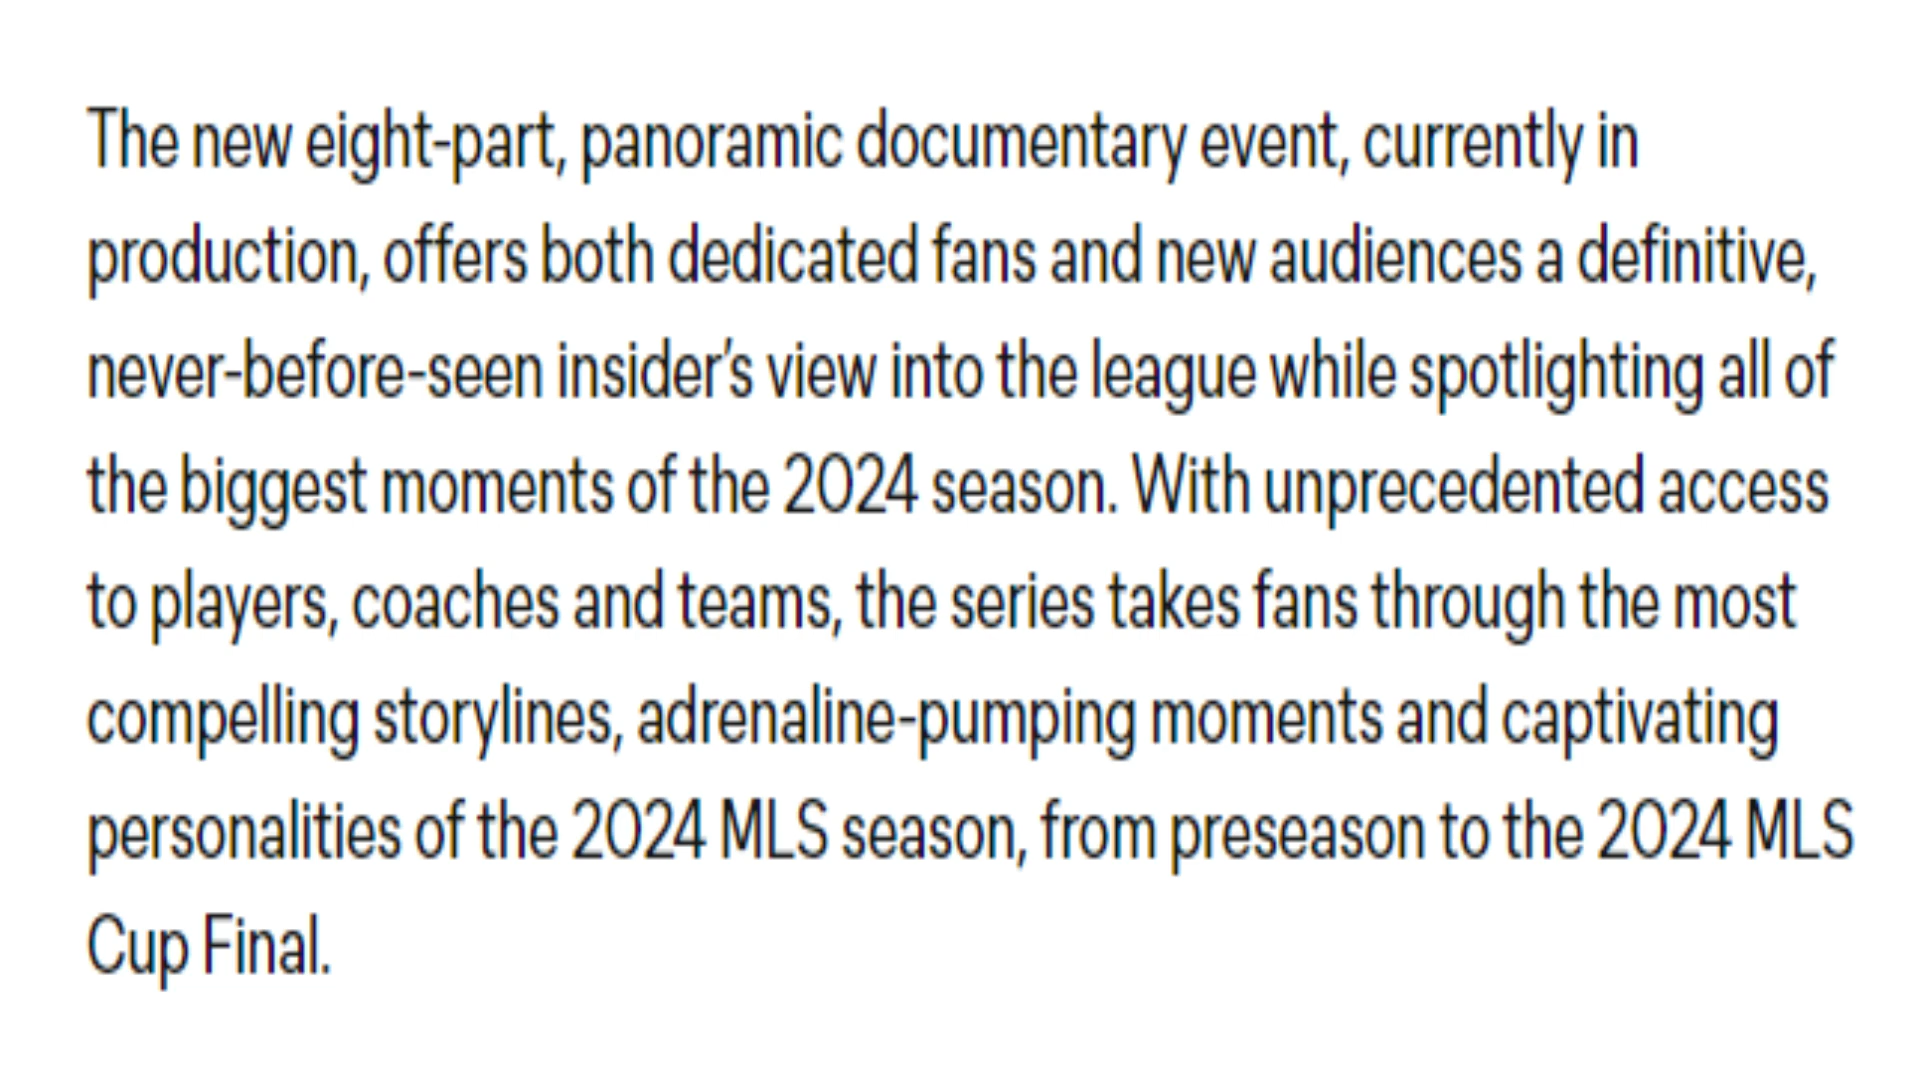 The new eight-part, panoramic documentary event, currently in
production, offers both dedicated fans and new audiences a definitive,
never-before-seen insider’s view into the league while spotlighting all of
the biggest moments of the 2024 season. With unprecedented access
to players, coaches and teams, the series takes fans through the most
compelling storylines, adrenaline-pumping moments and captivating
personalities of the 2024 MLS season, from preseason to the 2024 MLS
Cup Final.